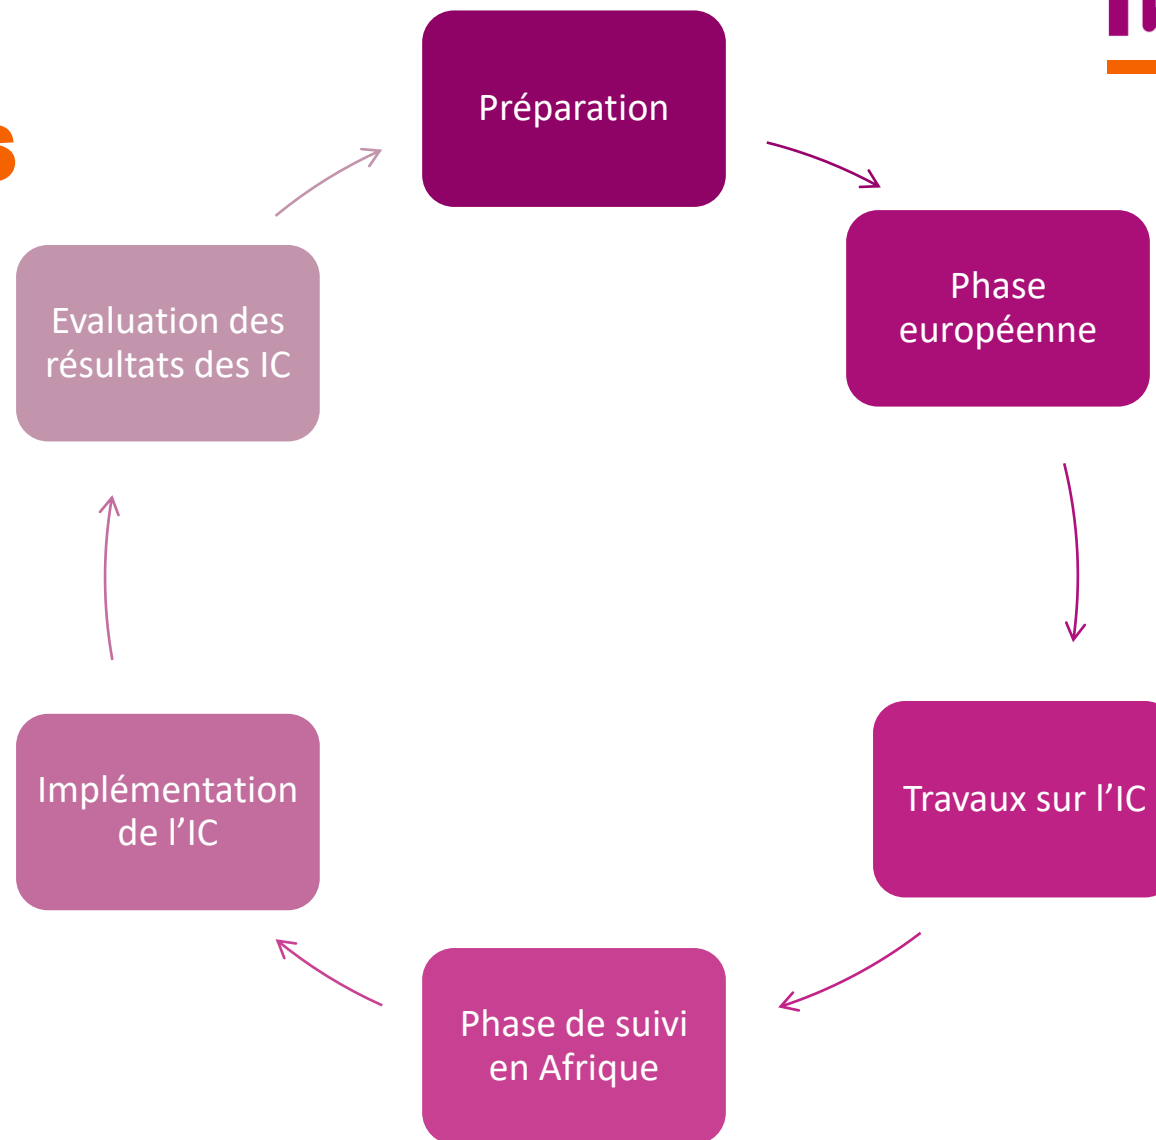 Préparation
Phase
européenne
Travaux sur l’IC
Phase de suivi
en Afrique
Implémentation
de l’IC
Evaluation des
résultats des IC